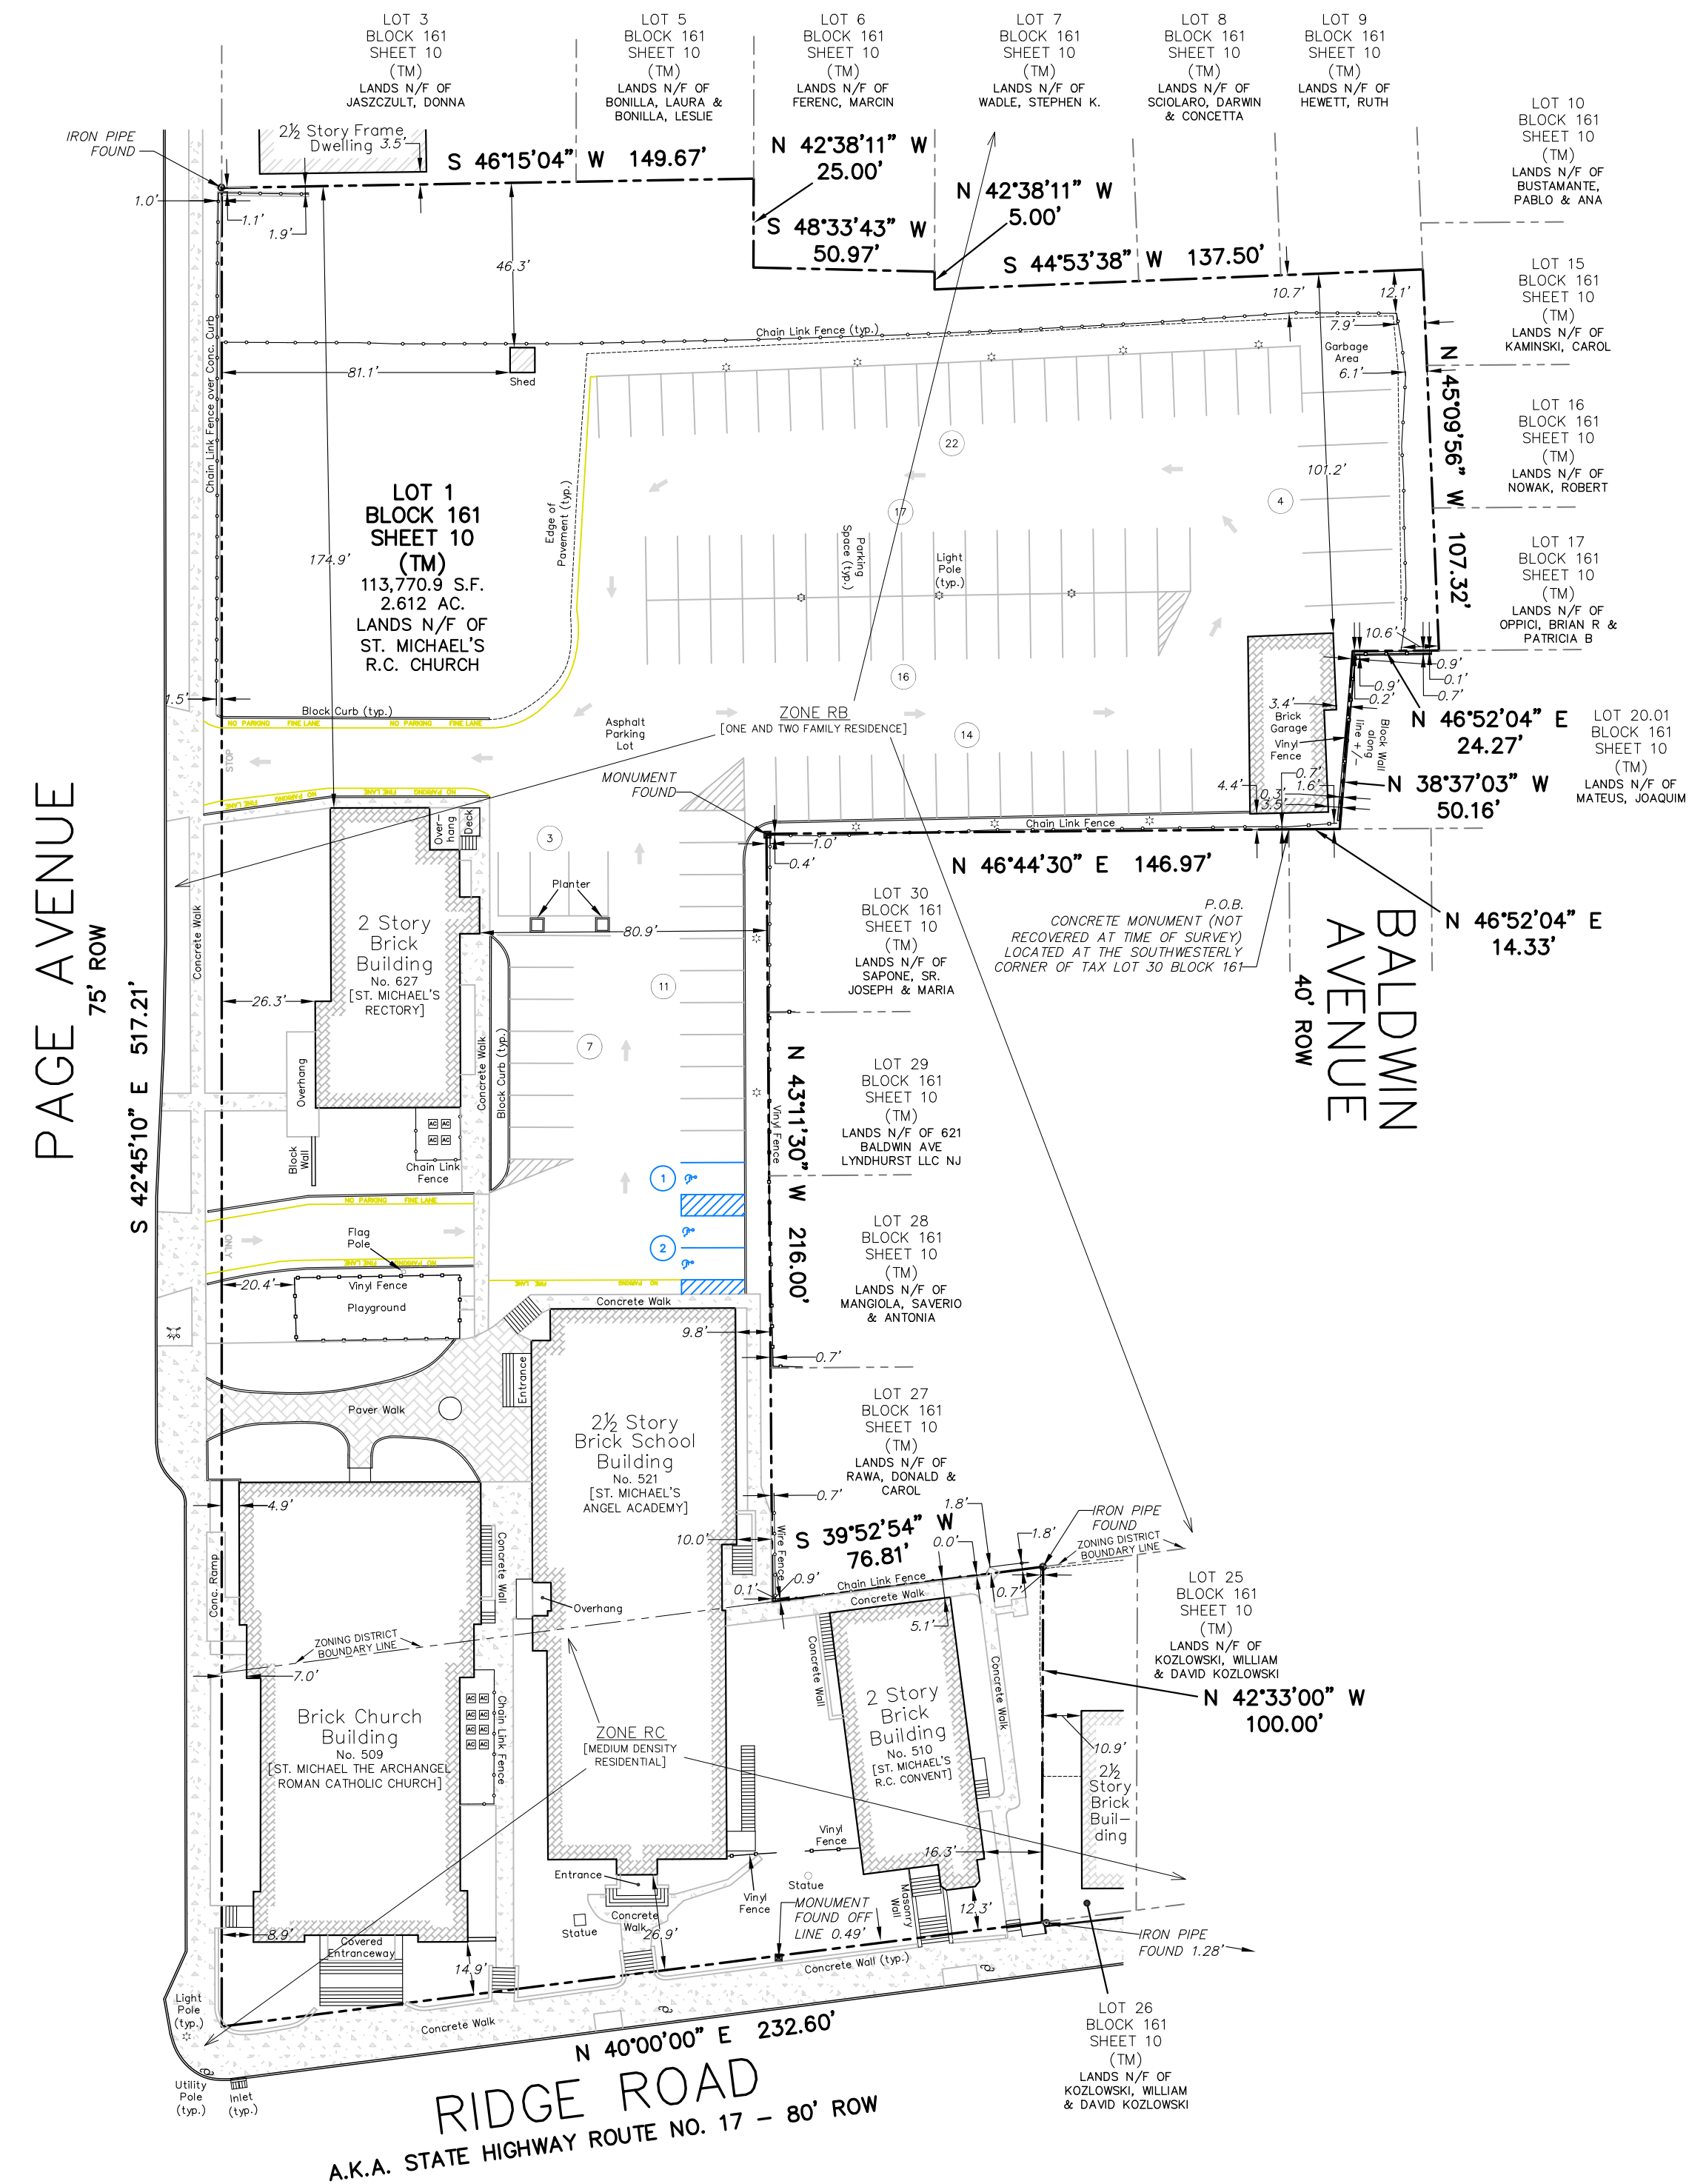 LOT 3
BLOCK 161
SHEET 10
(TM)
LANDS N/F OF
JASZCZULT, DONNA
LOT 5
BLOCK 161
SHEET 10
(TM)
LANDS N/F OF
BONILLA, LAURA &
BONILLA, LESLIE
LOT 6
BLOCK 161
SHEET 10
(TM)
LANDS N/F OF
FERENC, MARCIN
LOT 7
BLOCK 161
SHEET 10
(TM)
LANDS N/F OF
WADLE, STEPHEN K.
LOT 8
BLOCK 161
SHEET 10
(TM)
LANDS N/F OF
SCIOLARO, DARWIN
& CONCETTA
LOT 9
BLOCK 161
SHEET 10
(TM)
LANDS N/F OF
HEWETT, RUTH
LOT 10
BLOCK 161
SHEET 10
(TM)
LANDS N/F OF
BUSTAMANTE,
PABLO & ANA
IRON PIPE
FOUND
2½ Story Frame
Dwelling
3.5'
S 46°15'04" W 149.67'
N 42°38'11" W
25.00'
S 48°33'43" W
50.97'
N 42°38'11" W
5.00'
S 44°53'38" W 137.50'
1.0'
1.1'
1.9'
46.3'
81.1'
Shed
Chain Link Fence (typ.)
10.7'
12.1'
7.9'
Garbage
Area
6.1'
101.2'
LOT 15
BLOCK 161
SHEET 10
(TM)
LANDS N/F OF
KAMINSKI, CAROL
N 45°09'56" W 107.32'
LOT 16
BLOCK 161
SHEET 10
(TM)
LANDS N/F OF
NOWAK, ROBERT
LOT 17
BLOCK 161
SHEET 10
(TM)
LANDS N/F OF
OPPICI, BRIAN R &
PATRICIA B
Chain Link Fence over Conc. Curb
LOT 1
BLOCK 161
SHEET 10
(TM)
113,770.9 S.F.
2.612 AC.
LANDS N/F OF
ST. MICHAEL'S
R.C. CHURCH
174.9'
Edge of
Pavement (typ.)
22
17
4
Parking
Space (typ.)
Light
Pole
(typ.)
16
14
10.6'
0.9'
0.1'
0.7'
0.9'
0.2'
N 46°52'04" E
24.27'
LOT 20.01
BLOCK 161
SHEET 10
(TM)
LANDS N/F OF
MATEUS, JOAQUIM
Block Wall
along
line +/-
3.4'
Brick
Garage
Vinyl
Fence
0.7'
1.6'
0.3'
3.5'
4.4'
N 38°37'03" W
50.16'
1.5'
Block Curb (typ.)
NO PARKING FINE LANE NO PARKING FINE LANE
STOP
NO PARKING FINE LANE NO PARKING FINE LANE
Asphalt
Parking
Lot
ZONE RB
[ONE AND TWO FAMILY RESIDENCE]
MONUMENT
FOUND
Chain Link Fence
1.0'
0.4'
N 46°44'30" E 146.97'
N 46°52'04" E
14.33'
P.O.B.
CONCRETE MONUMENT (NOT
RECOVERED AT TIME OF SURVEY)
LOCATED AT THE SOUTHWESTERLY
CORNER OF TAX LOT 30 BLOCK 161
BALDWIN
AVENUE
40' ROW
PAGE AVENUE
75' ROW
S 42°45'10" E 517.21'
Concrete Walk
Over-
hang
Deck
3
Planter
80.9'
2 Story
Brick
Building
No. 627
[ST. MICHAEL'S
RECTORY]
26.3'
Overhang
Block
Wall
Concrete Walk
Block Curb (typ.)
11
7
AC AC
AC AC
Chain Link
Fence
LOT 30
BLOCK 161
SHEET 10
(TM)
LANDS N/F OF
SAPONE, SR.
JOSEPH & MARIA
LOT 29
BLOCK 161
SHEET 10
(TM)
LANDS N/F OF 621
BALDWIN AVE
LYNDHURST LLC NJ
N 43°11'30" W 216.00'
Vinyl Fence
1
2
LOT 28
BLOCK 161
SHEET 10
(TM)
LANDS N/F OF
MANGIOLA, SAVERIO
& ANTONIA
NO PARKING FINE LANE
ONLY
Flag
Pole
FINE LANE NO PARKING
FINE LANE NO PARKING
20.4'
Vinyl Fence
Playground
Concrete Walk
9.8'
0.7'
Entrance
Paver Walk
2½ Story
Brick School
Building
No. 521
[ST. MICHAEL'S
ANGEL ACADEMY]
LOT 27
BLOCK 161
SHEET 10
(TM)
LANDS N/F OF
RAWA, DONALD &
CAROL
4.9'
Conc. Ramp
Concrete Wall
0.7'
10.0'
Wire Fence
S 39°52'54" W
76.81'
1.8'
0.0'
1.8'
0.7'
IRON PIPE
FOUND
ZONING DISTRICT
BOUNDARY LINE
0.1'
0.9'
Chain Link Fence
Concrete Walk
5.1'
Overhang
ZONING DISTRICT
BOUNDARY LINE
7.0'
LOT 25
BLOCK 161
SHEET 10
(TM)
LANDS N/F OF
KOZLOWSKI, WILLIAM
& DAVID KOZLOWSKI
N 42°33'00" W
100.00'
Concrete Wall
Concrete Walk
2 Story
Brick
Building
No. 510
[ST. MICHAEL'S
R.C. CONVENT]
Brick Church
Building
No. 509
[ST. MICHAEL THE ARCHANGEL
ROMAN CATHOLIC CHURCH]
AC AC
AC AC
AC AC
AC AC
Chain Link Fence
ZONE RC
[MEDIUM DENSITY
RESIDENTIAL]
10.9'
2½
Story
Brick
Buil-
ding
Vinyl
Fence
16.3'
Entrance
Statue
Vinyl
Fence
Statue
Concrete
Walk
26.9'
MONUMENT
FOUND OFF
LINE 0.49'
Masonry
Wall
12.3'
IRON PIPE
FOUND 1.28'
8.9'
Covered
Entranceway
14.9'
Concrete Wall (typ.)
Light
Pole
(typ.)
Concrete Walk
N 40°00'00" E 232.60'
Utility
Pole
(typ.)
Inlet
(typ.)
RIDGE ROAD
A.K.A. STATE HIGHWAY ROUTE NO. 17 - 80' ROW
LOT 26
BLOCK 161
SHEET 10
(TM)
LANDS N/F OF
KOZLOWSKI, WILLIAM
& DAVID KOZLOWSKI